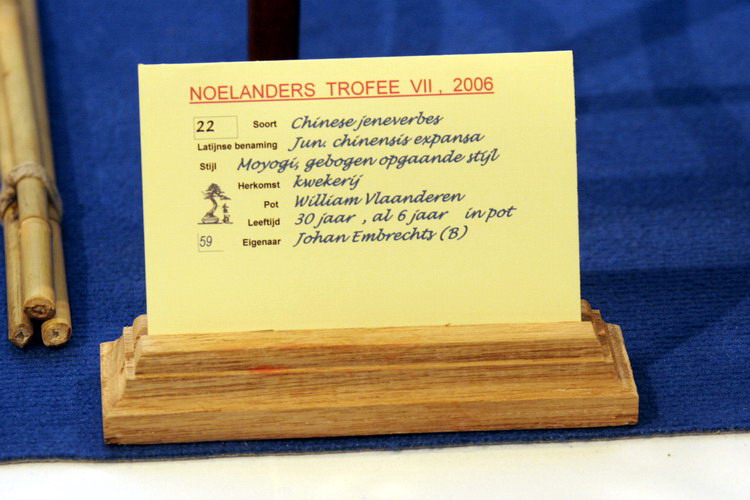 NOELANDERS TROFEE VII, 2006
22 Soort Chinese jeneverbes
Latijnse benaming Jun. chinensis expansa
Stijl Moyogi, gebogen opgaande stijl
Herkomst kwekerij
Pot William Vlaanderen
Leeftijd 30 jaar , al 6 jaar in pot
59 Eigenaar Johan Embrechts (B)